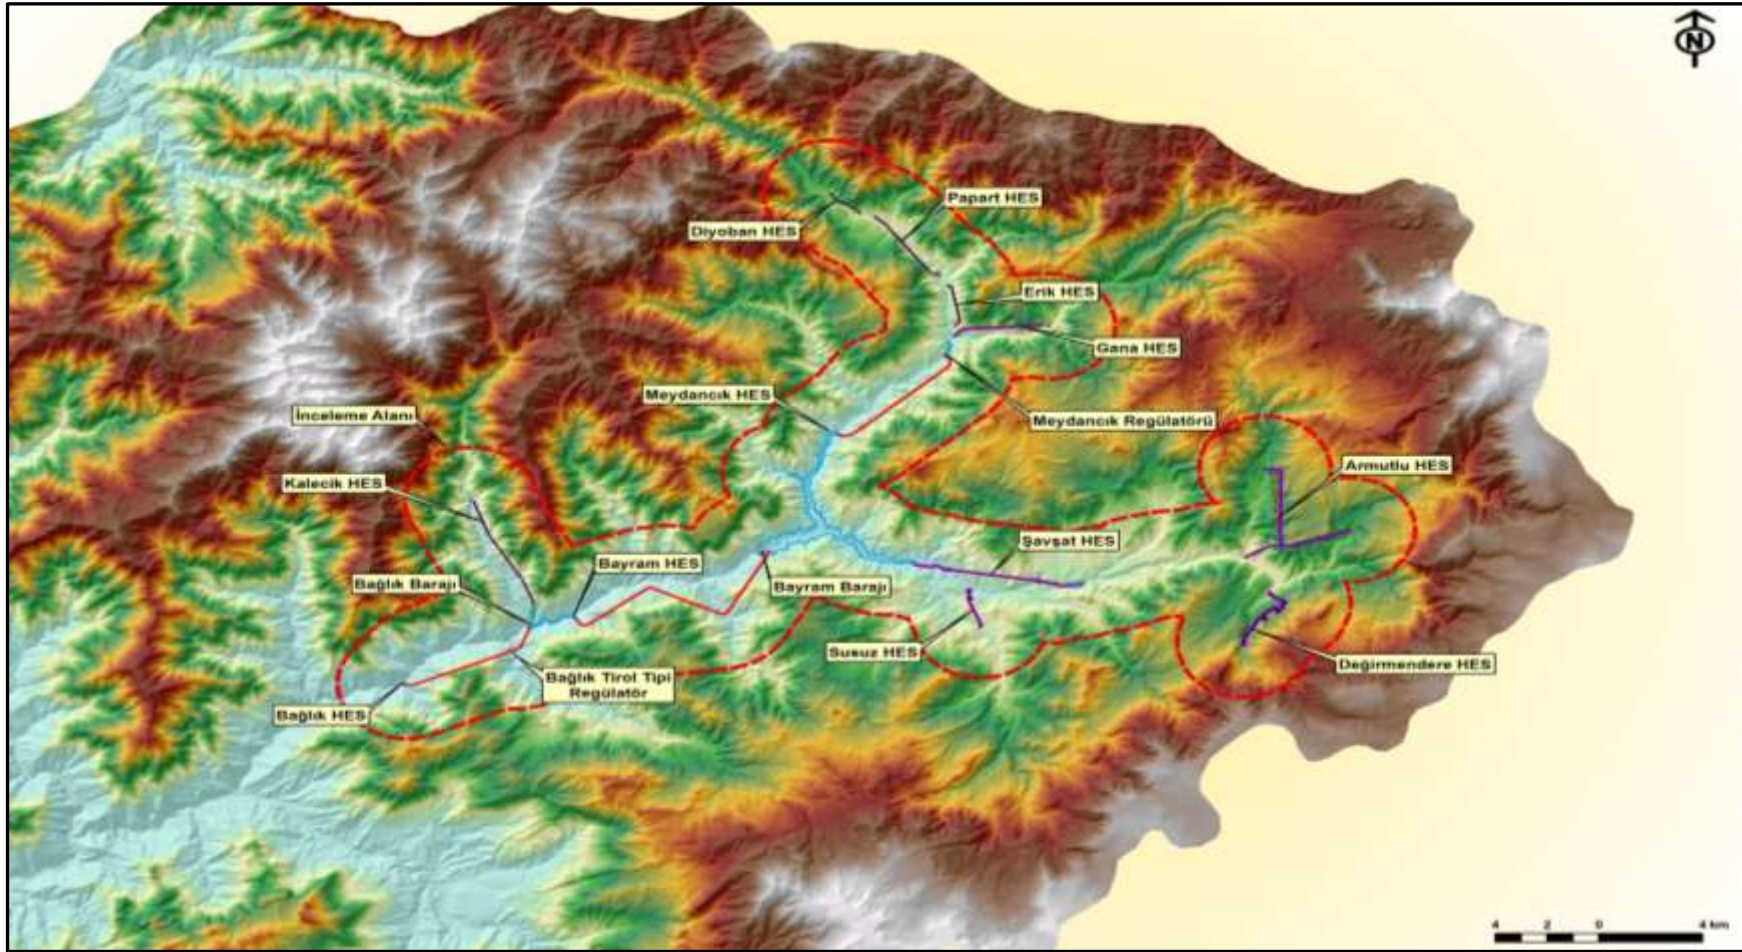 N
Papart HES
Diyoban HES
Erik HES
Gana HES
Meydancık HES
İnceleme Alanı
Meydancık Regülatörü
Armutlu HES
Kalecik HES
Şavşat HES
Bayram HES
Bağlık Barajı
Bayram Barajı
Susuz HES
Değirmendere HES
Bağlık Tirol Tipi
Regülatör
Bağlık HES
4 2 0 4 km